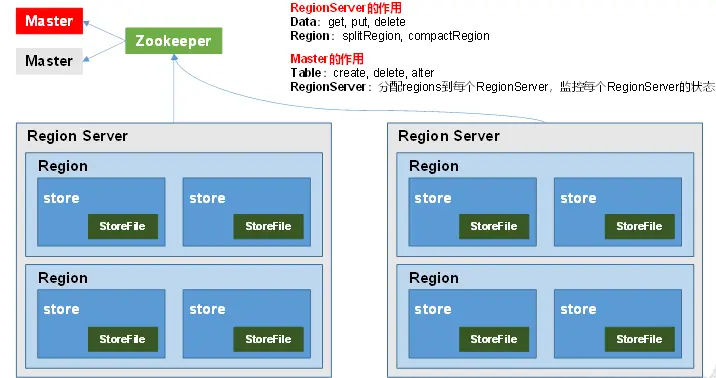 Master
Master
Zookeeper
RegionServer的作用
Data：get, put, delete
Region：splitRegion, compactRegion
Master的作用
Table：create, delete, alter
RegionServer：分配regions到每个RegionServer，监控每个RegionServer的状态
Region Server
Region
store
StoreFile
store
StoreFile
Region
store
StoreFile
store
StoreFile
Region Server
Region
store
StoreFile
store
StoreFile
Region
store
StoreFile
store
StoreFile